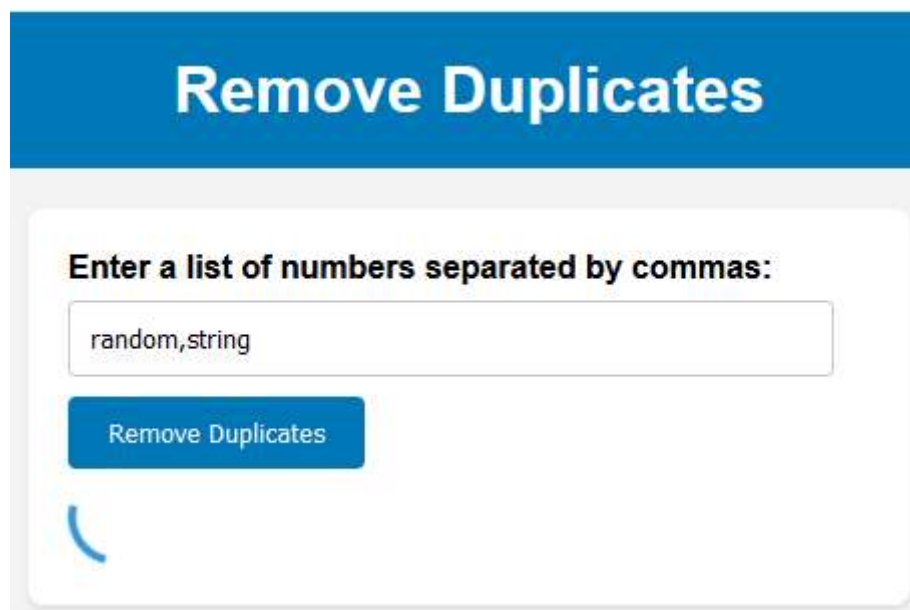 Remove Duplicates
Enter a list of numbers separated by commas:
random,string
Remove Duplicates